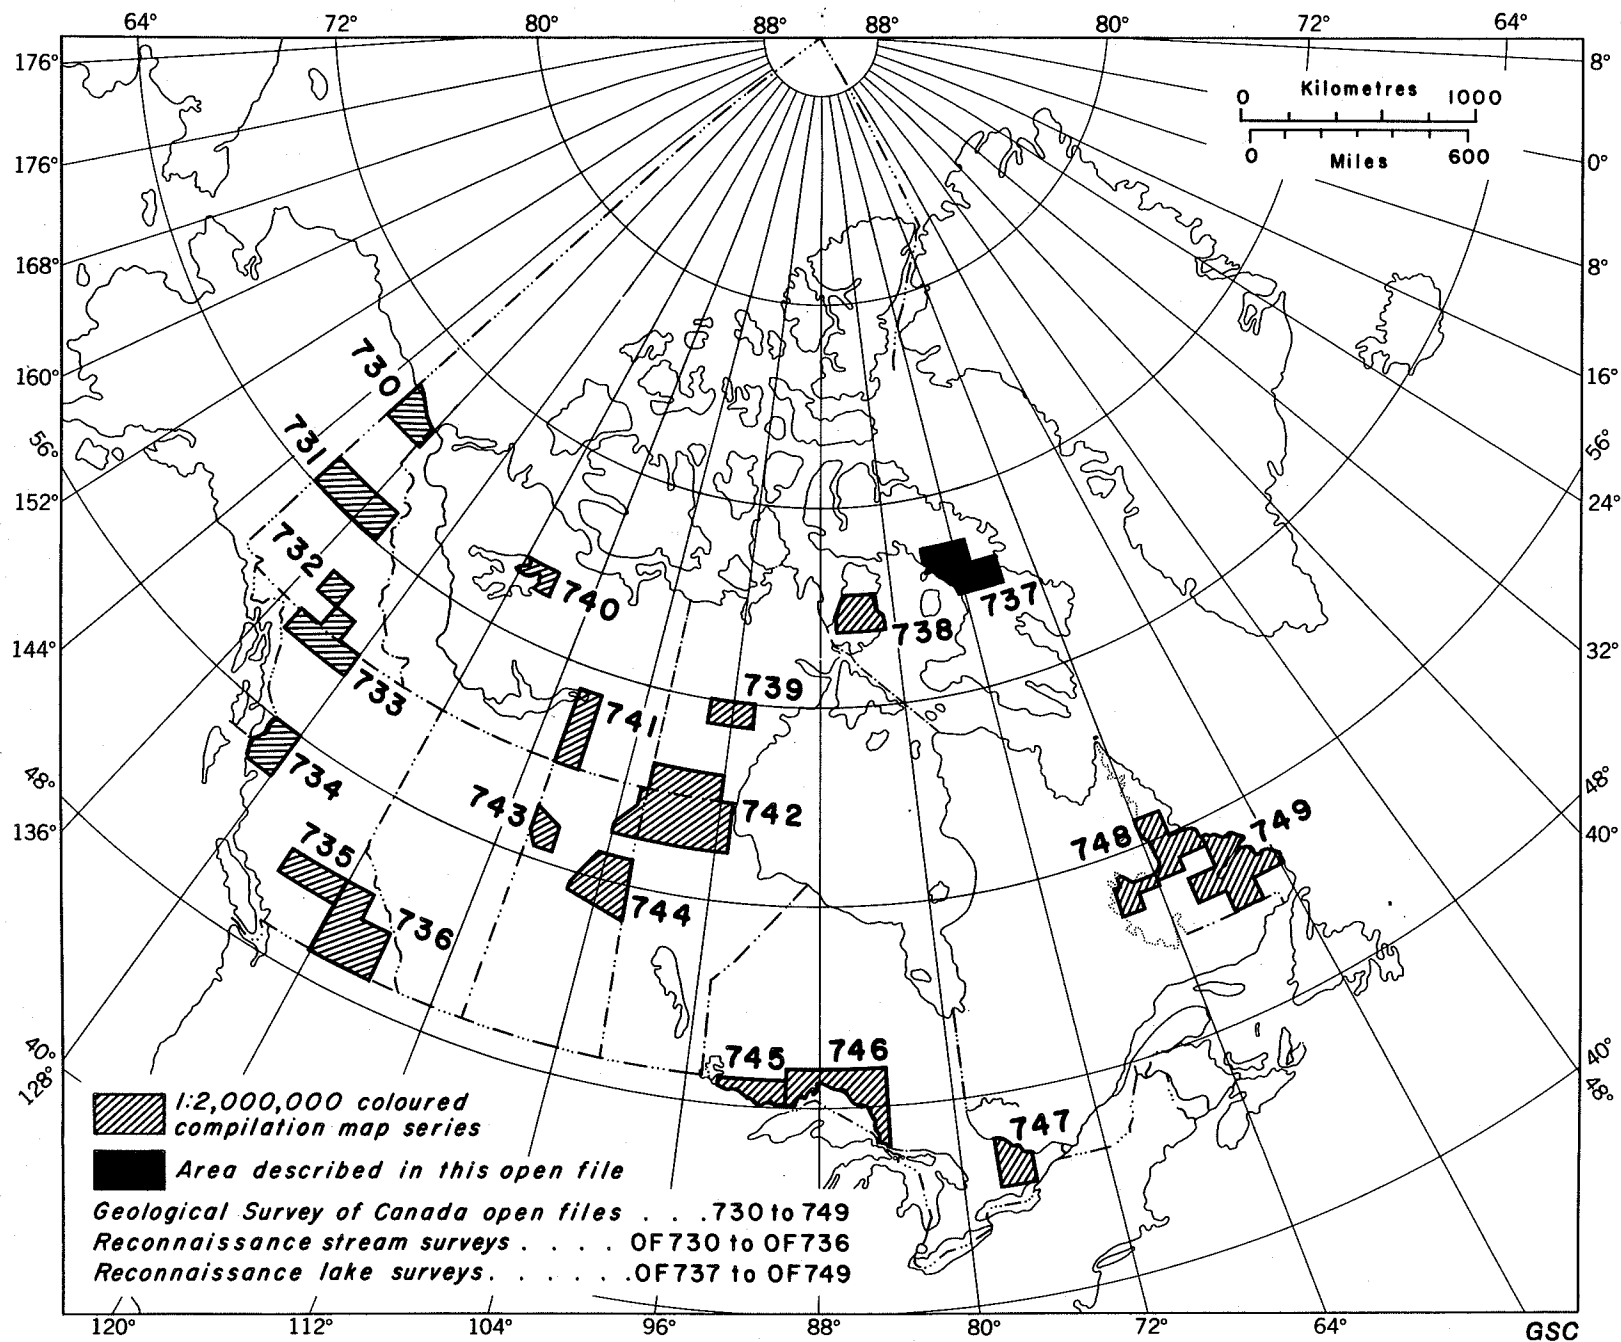 64° 72° 80° 88° 88° 80° 72° 64°
176° 8°
0 Kilometres 1000
0 Miles 600
176° 0°
168° 8°
160° 16°
730
731
56° 56°
152° 24°
732
740
737
738
144° 32°
733
739
741
734
48° 48°
743
742
136° 40°
748 749
735
744
736
40° 40°
128° 48°
745 746
747
1:2,000,000 coloured
compilation map series
Area described in this open file
Geological Survey of Canada open files . . .730 to 749
Reconnaissance stream surveys . . . . OF730 to OF736
Reconnaissance lake surveys. . . . . . .OF737 to OF749
120° 112° 104° 96° 88° 80° 72° 64°
GSC